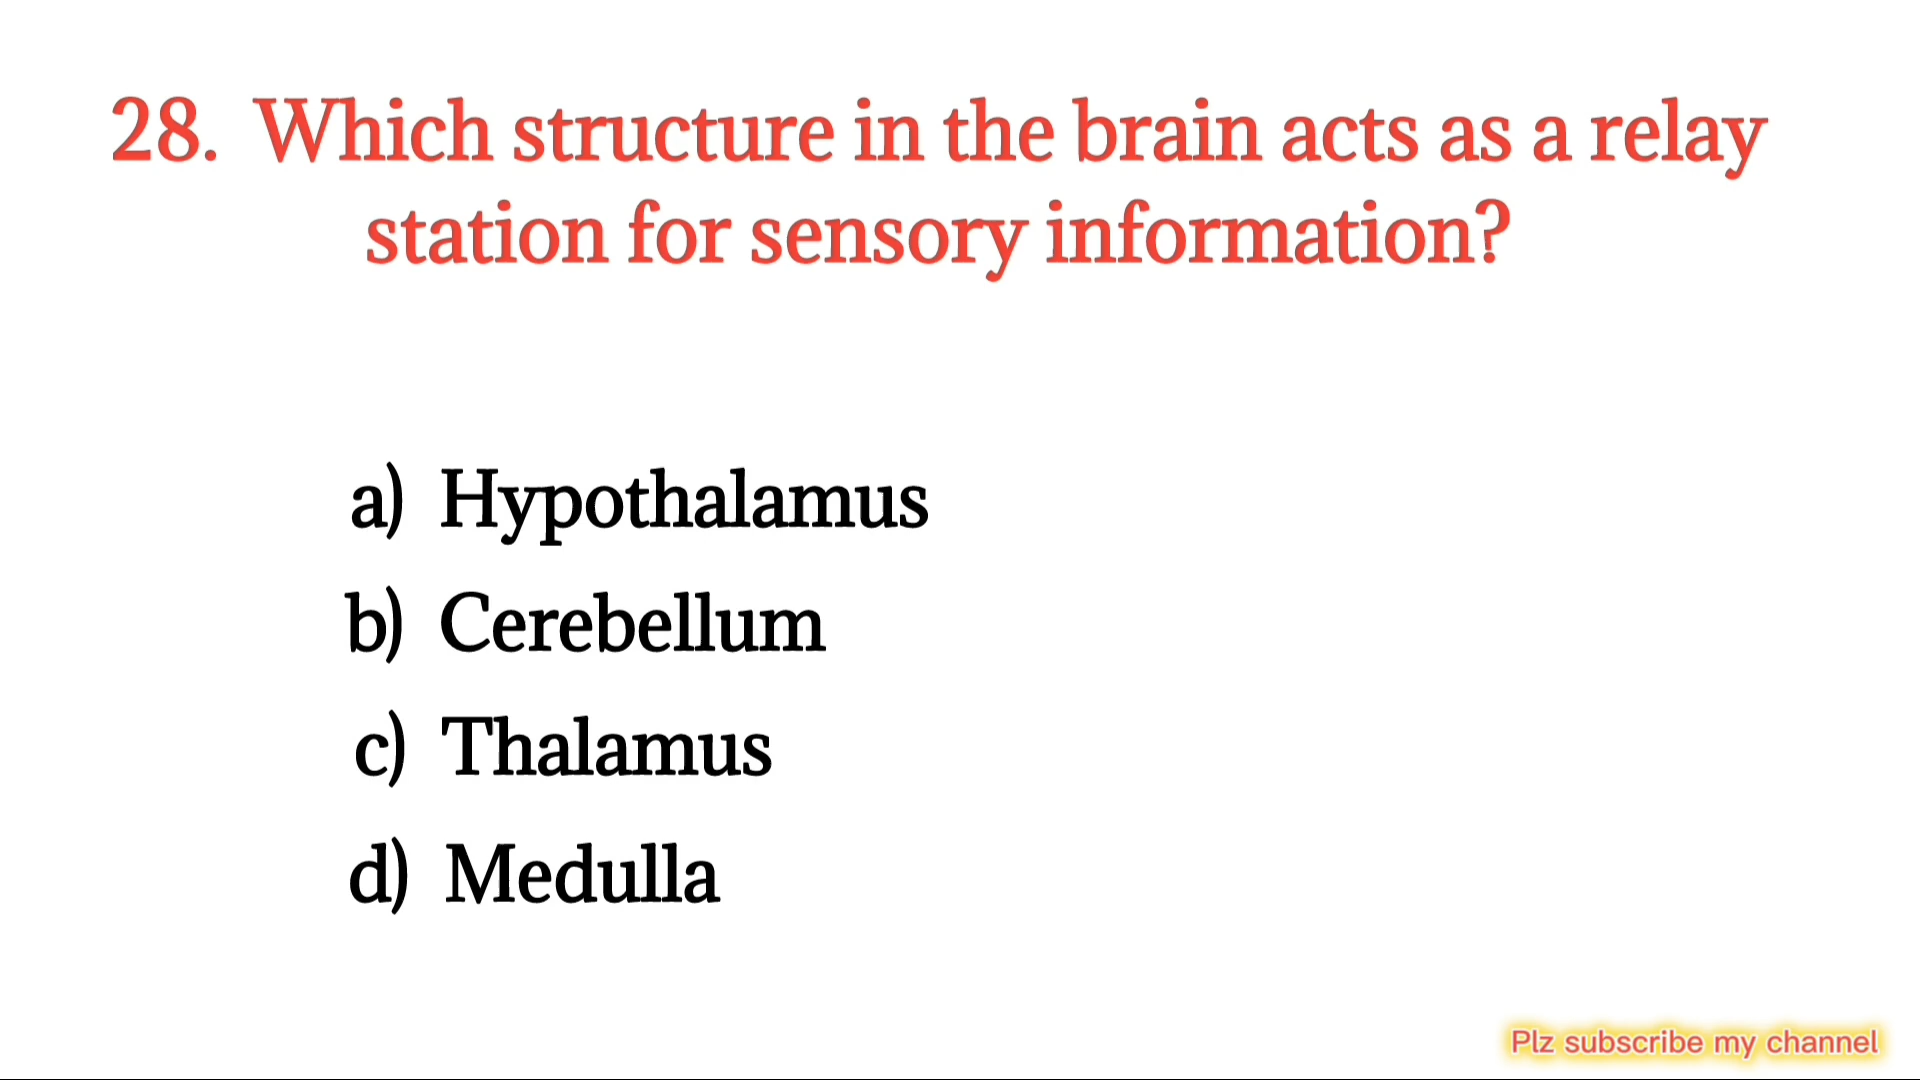 28. Which structure in the brain acts as a relay
station for sensory information?
a) Hypothalamus
b) Cerebellum
c) Thalamus
d) Medulla
Plz subscribe my channel